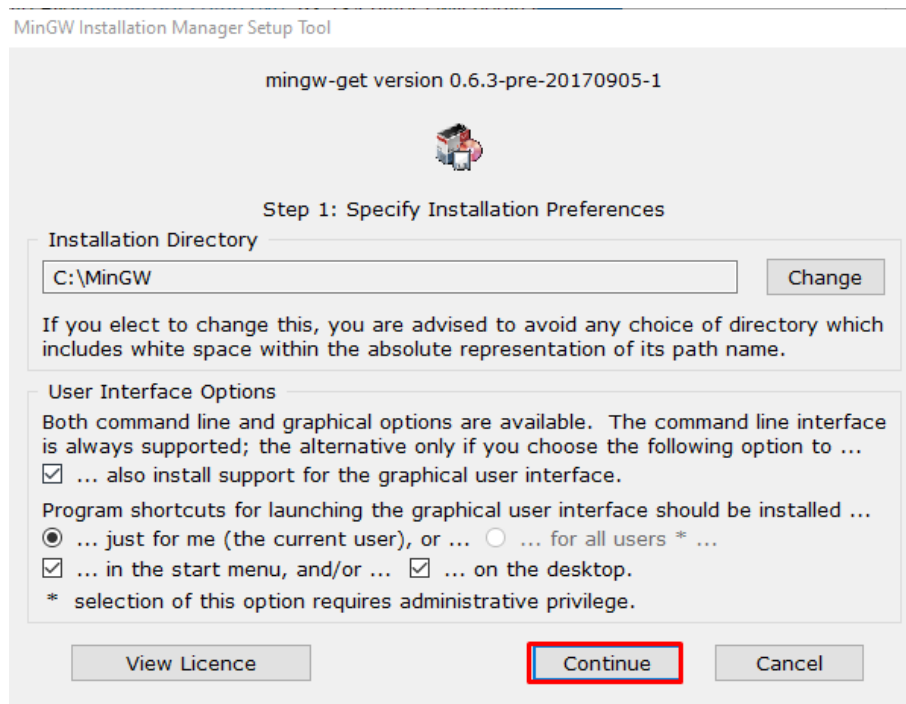 MinGW Installation Manager Setup Tool
mingw-get version 0.6.3-pre-20170905-1
Step 1: Specify Installation Preferences
Installation Directory
C:\MinGW
Change
If you elect to change this, you are advised to avoid any choice of directory which
includes white space within the absolute representation of its path name.
User Interface Options
Both command line and graphical options are available.  The command line interface
is always supported; the alternative only if you choose the following option to ...
... also install support for the graphical user interface.
Program shortcuts for launching the graphical user interface should be installed ...
... just for me (the current user), or ... ... for all users * ...
... in the start menu, and/or ... ... on the desktop.
* selection of this option requires administrative privilege.
View Licence
Continue
Cancel